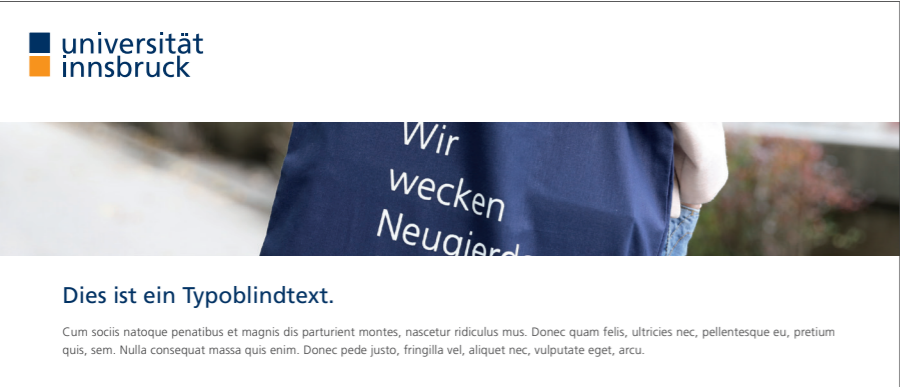 universität
innsbruck
Wir
wecken
Neugierde
Dies ist ein Typoblindtext.
Cum sociis natoque penatibus et magnis dis parturient montes, nascetur ridiculus mus. Donec quam felis, ultricies nec, pellentesque eu, pretium
quis, sem. Nulla consequat massa quis enim. Donec pede justo, fringilla vel, aliquet nec, vulputate eget, arcu.